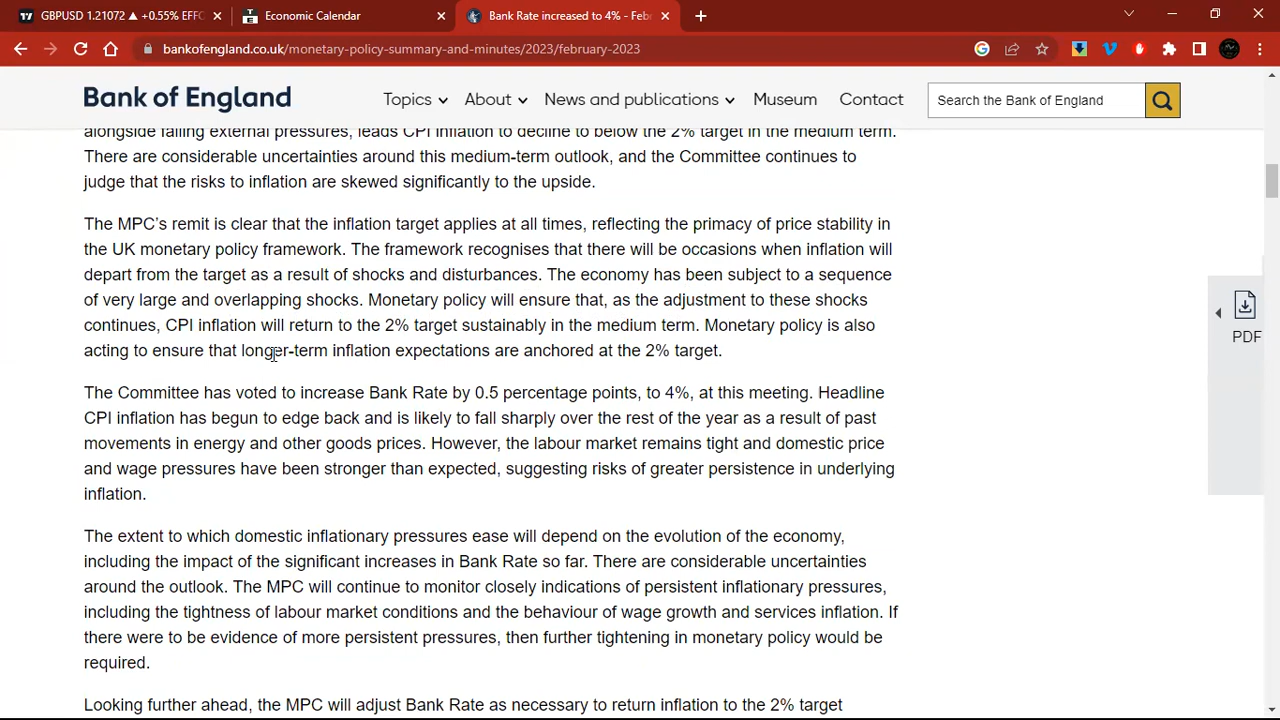 GBPUSD 1.21072 ▲ +0.55% EFFO
Economic Calendar
Bank Rate increased to 4% - Feb
bankofengland.co.uk/monetary-policy-summary-and-minutes/2023/february-2023
Bank of England
Topics
About
News and publications
Museum
Contact
Search the Bank of England
alongside falling external pressures, leads CPI inflation to decline to below the 2% target in the medium term.
There are considerable uncertainties around this medium-term outlook, and the Committee continues to
judge that the risks to inflation are skewed significantly to the upside.
The MPC’s remit is clear that the inflation target applies at all times, reflecting the primacy of price stability in
the UK monetary policy framework. The framework recognises that there will be occasions when inflation will
depart from the target as a result of shocks and disturbances. The economy has been subject to a sequence
of very large and overlapping shocks. Monetary policy will ensure that, as the adjustment to these shocks
continues, CPI inflation will return to the 2% target sustainably in the medium term. Monetary policy is also
acting to ensure that longer-term inflation expectations are anchored at the 2% target.
PDF
The Committee has voted to increase Bank Rate by 0.5 percentage points, to 4%, at this meeting. Headline
CPI inflation has begun to edge back and is likely to fall sharply over the rest of the year as a result of past
movements in energy and other goods prices. However, the labour market remains tight and domestic price
and wage pressures have been stronger than expected, suggesting risks of greater persistence in underlying
inflation.
The extent to which domestic inflationary pressures ease will depend on the evolution of the economy,
including the impact of the significant increases in Bank Rate so far. There are considerable uncertainties
around the outlook. The MPC will continue to monitor closely indications of persistent inflationary pressures,
including the tightness of labour market conditions and the behaviour of wage growth and services inflation. If
there were to be evidence of more persistent pressures, then further tightening in monetary policy would be
required.
Looking further ahead, the MPC will adjust Bank Rate as necessary to return inflation to the 2% target